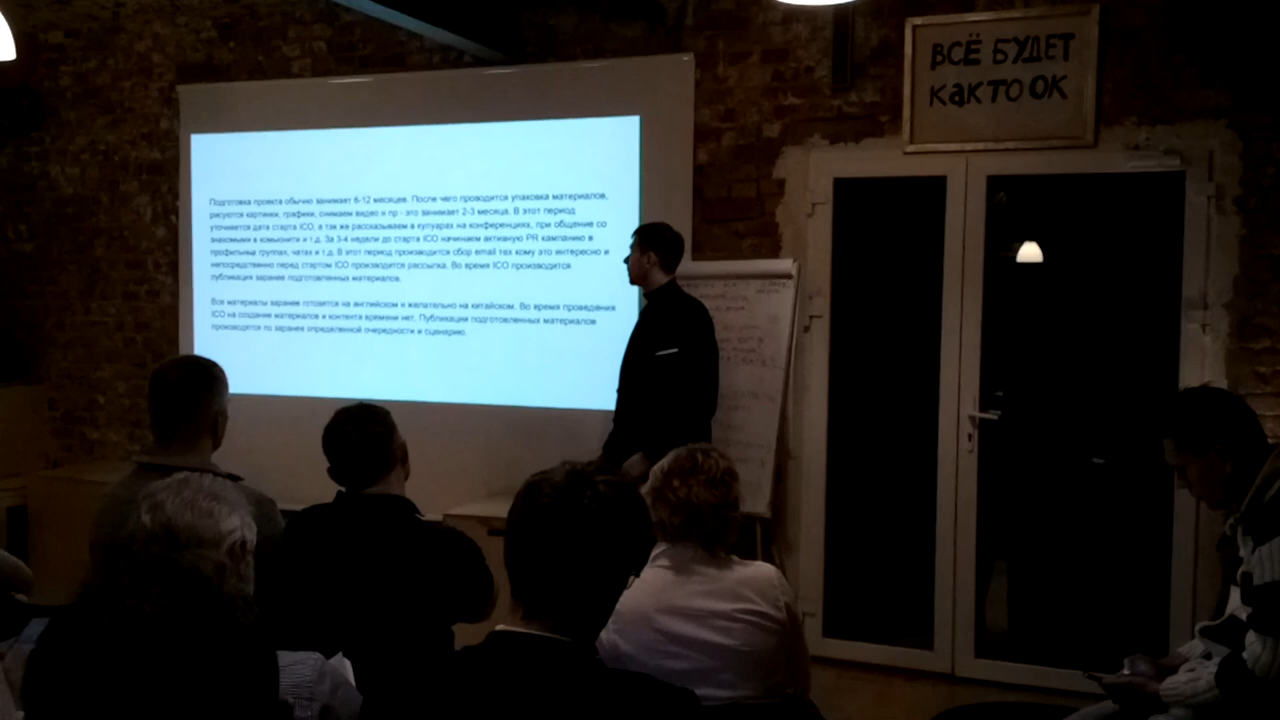 ВСЁ БУДЕТ
КАКТООК
Подготовка проекта обычно занимает 6-12 месяцев. После чего проводится упаковка материалов,
рисуются картинки, графики, снимаем видео и пр - это занимает 2-3 месяца. В этот период
уточняется дата старта ICO, а так же рассказываем в кулуарах на конференциях, при общение со
знакомыми в комьюнити и т.д. За 3-4 недели до старта ICO начинаем активную PR кампанию в
профильных группах, чатах и т.д. В этот период производится сбор email тех кому это интересно и
непосредственно перед стартом ICO производится рассылка. Во время ICO производится
публикация заранее подготовленных материалов.
Все материалы заранее готовятся на английском и желательно на китайском. Во время проведения
ICO на создание материалов и контента времени нет. Публикации подготовленных материалов
производятся по заранее определенной очередности и сценарию.